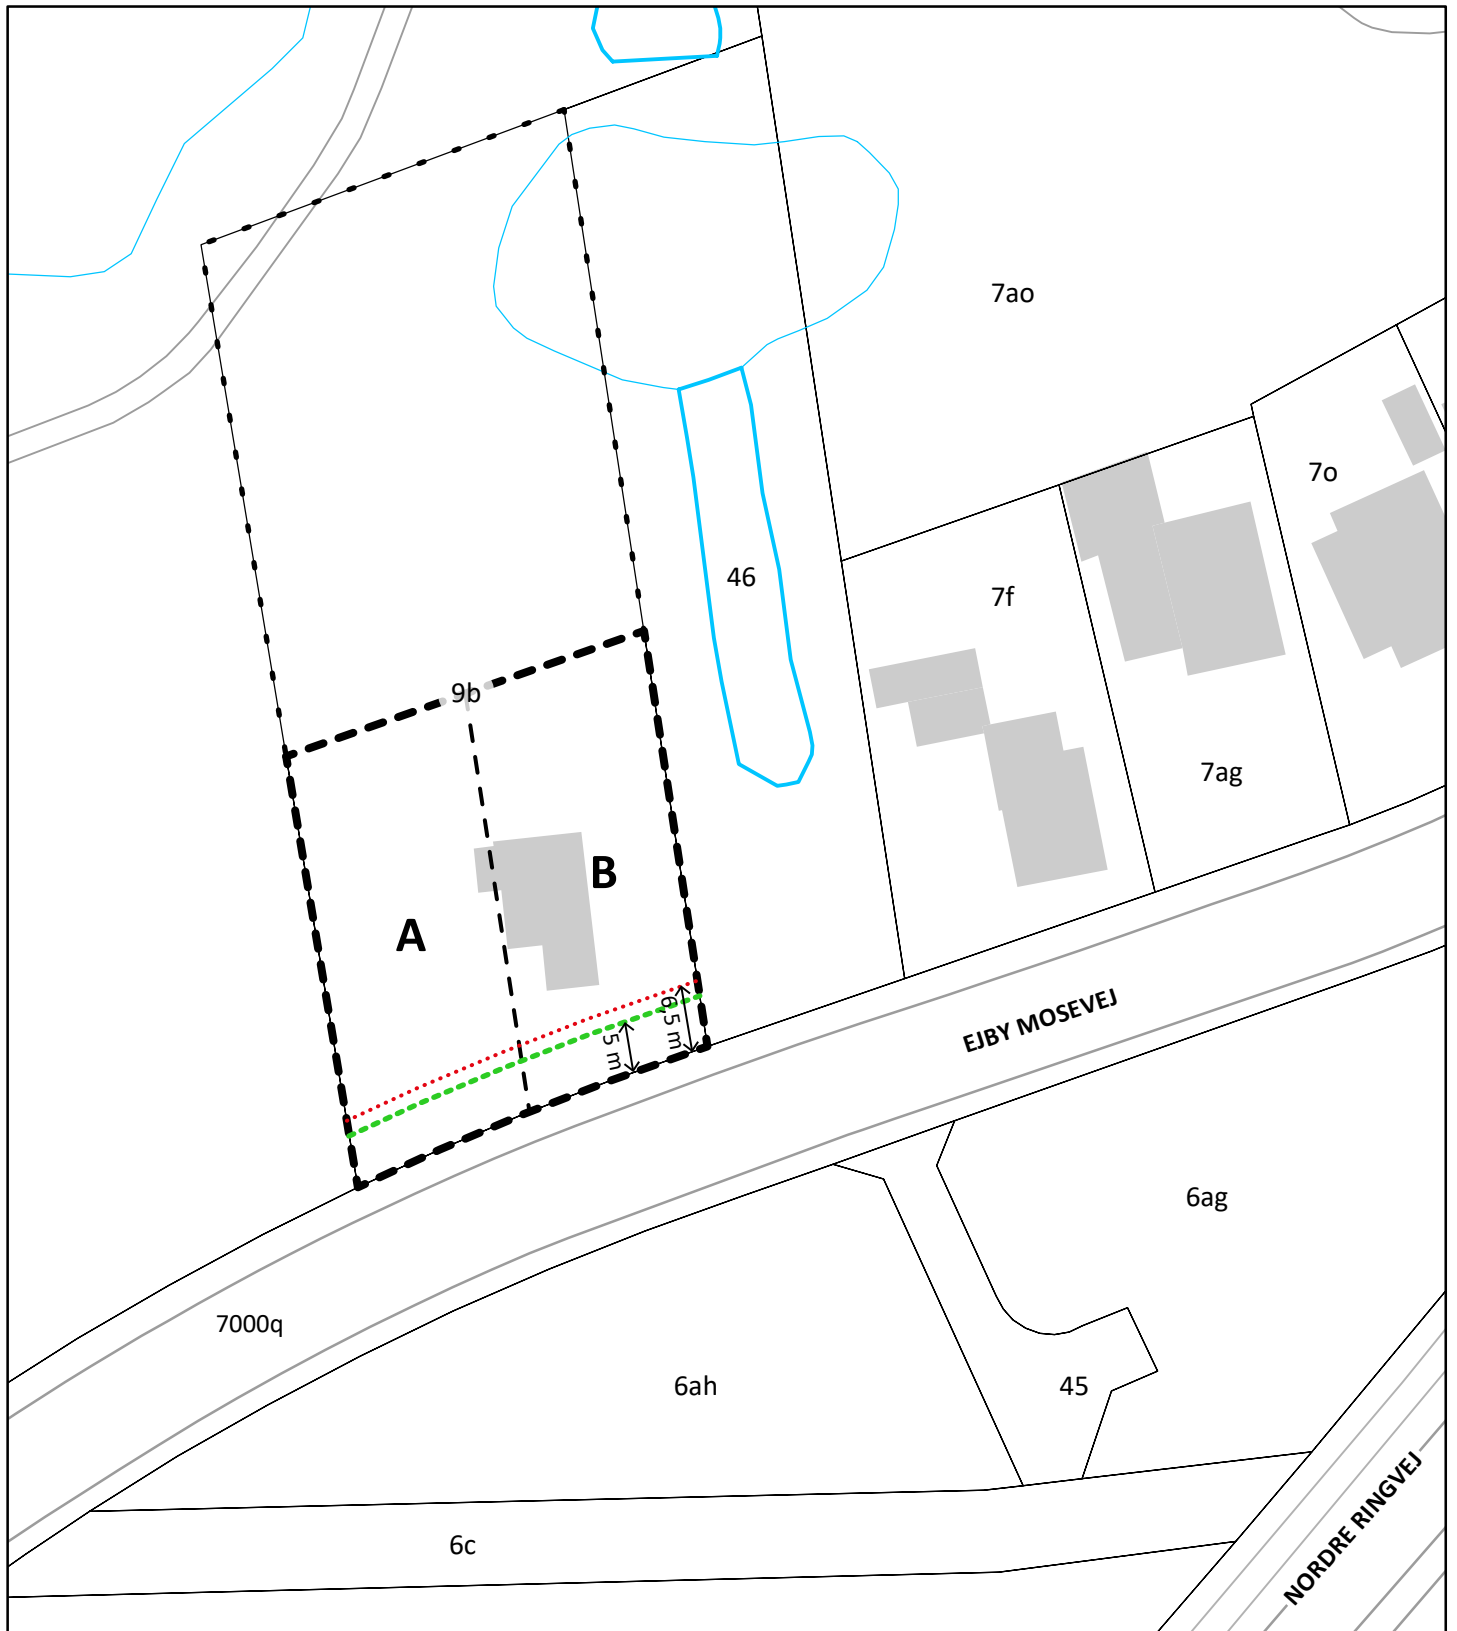 7ao
7o
46
7f
9b
7ag
B
A
6,5 m
5 m
EJBY MOSEVEJ
6ag
7000q
6ah
45
NORDRE RINGVEJ
6c